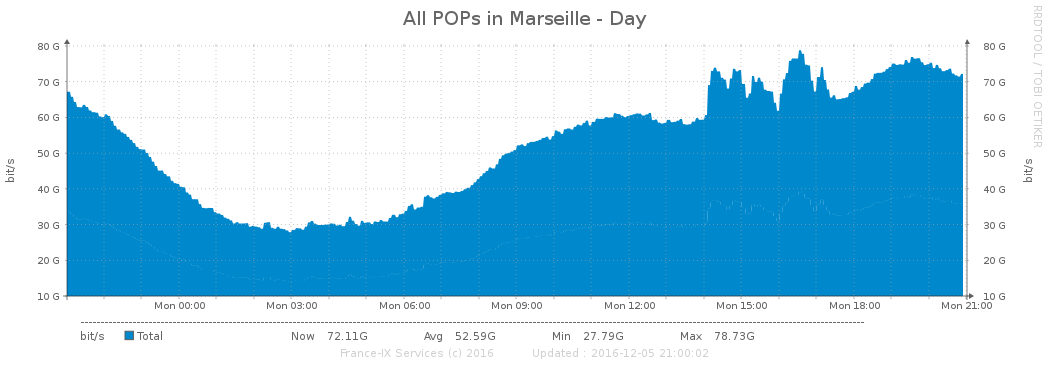 All POPs in Marseille - Day
RRDTOOL / TOBI OETIKER
80 G 80 G
70 G 70 G
60 G 60 G
50 G 50 G
40 G 40 G
30 G 30 G
20 G 20 G
10 G 10 G
bit/s
bit/s
Mon 00:00 Mon 03:00 Mon 06:00 Mon 09:00 Mon 12:00 Mon 15:00 Mon 18:00 Mon 21:00
bit/s Total Now 72.11G Avg 52.59G Min 27.79G Max 78.73G
France-IX Services (c) 2016 Updated : 2016-12-05 21:00:02